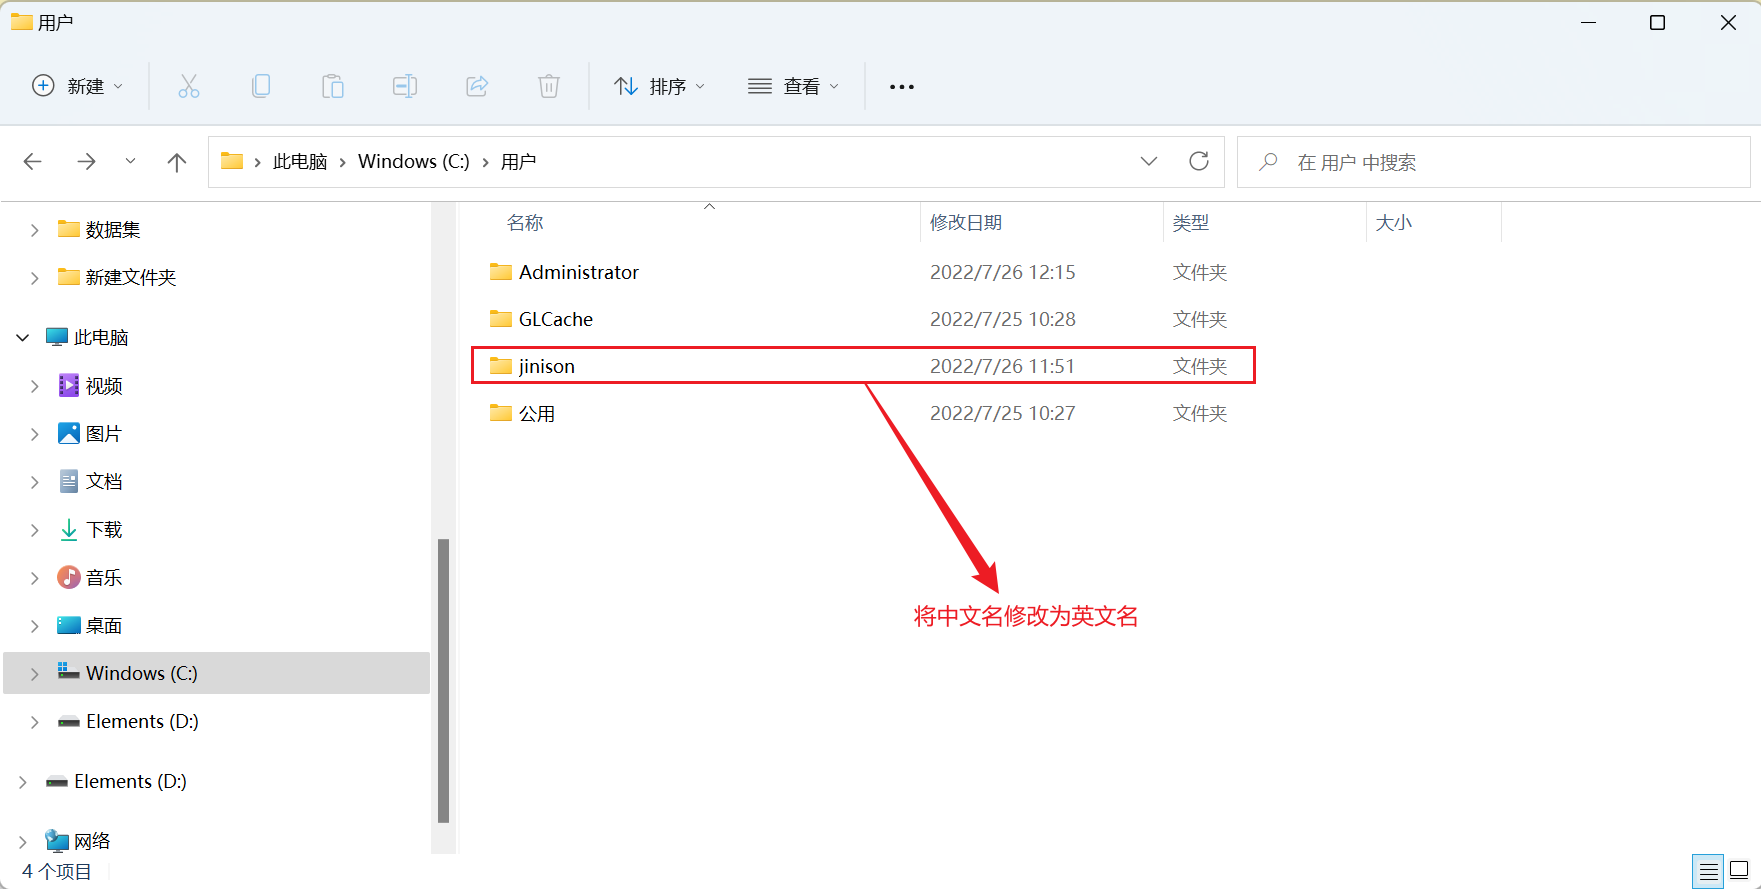 用户
新建
排序
查看
此电脑 Windows (C:) 用户
在 用户 中搜索
数据集
新建文件夹
此电脑
视频
图片
文档
下载
音乐
桌面
Windows (C:)
Elements (D:)
Elements (D:)
网络
名称 修改日期 类型 大小
Administrator 2022/7/26 12:15 文件夹
GLCache 2022/7/25 10:28 文件夹
jinison 2022/7/26 11:51 文件夹
公用 2022/7/25 10:27 文件夹
将中文名修改为英文名
4 个项目